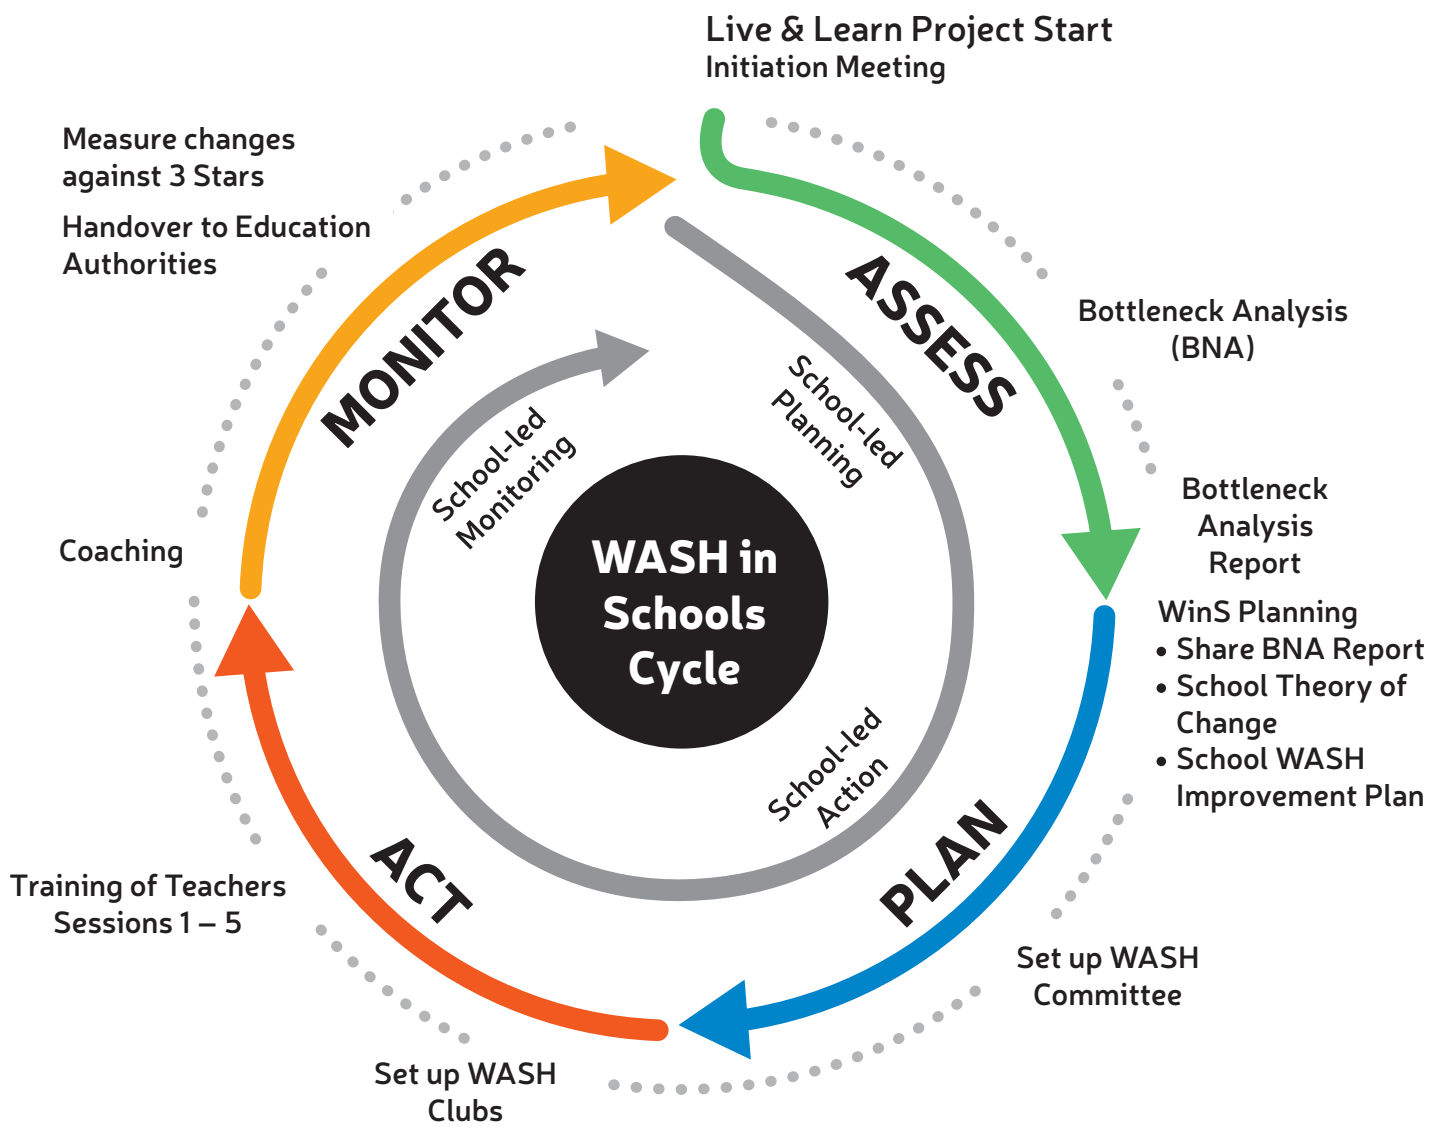 Live & Learn Project Start
Initiation Meeting
ASSESS
Bottleneck Analysis
(BNA)
Bottleneck
Analysis
Report
WinS Planning
• Share BNA Report
• School Theory of
Change
• School WASH
Improvement Plan
PLAN
Set up WASH
Committee
Set up WASH
Clubs
ACT
Training of Teachers
Sessions 1 – 5
Coaching
MONITOR
Measure changes
against 3 Stars
Handover to Education
Authorities
School-led
Planning
School-led
Action
School-led
Monitoring
WASH in
Schools
Cycle